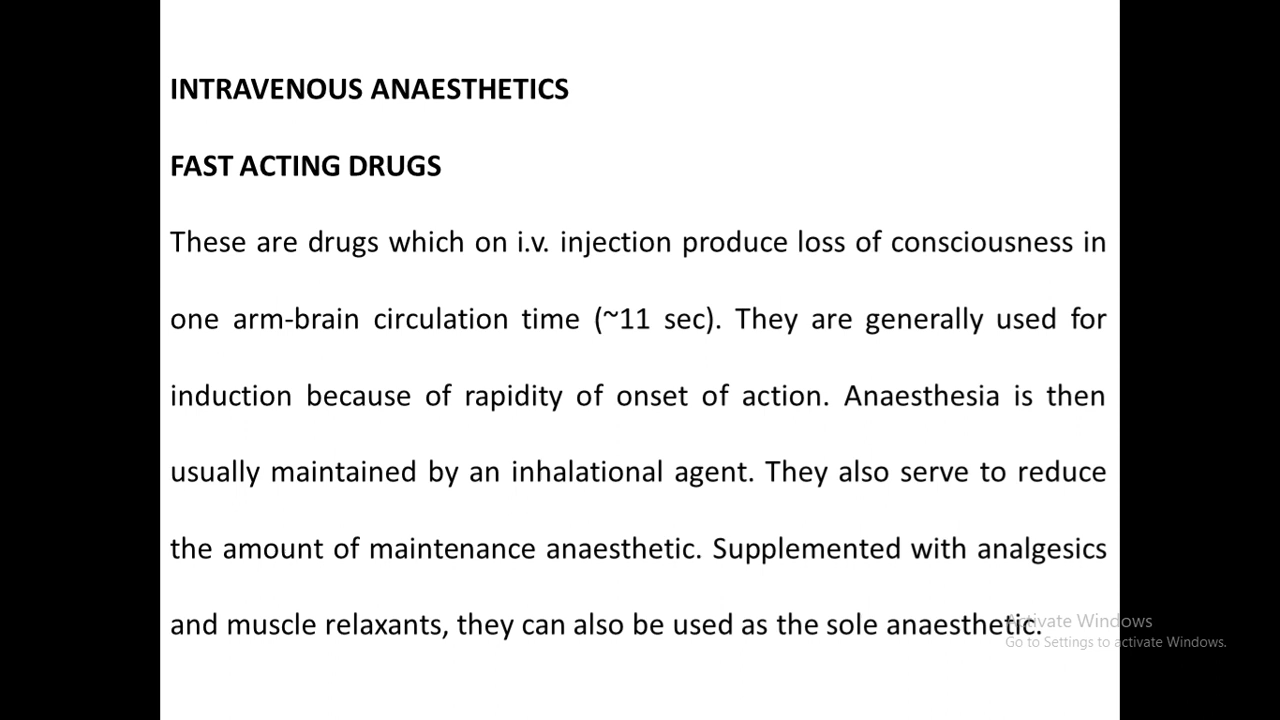 INTRAVENOUS ANAESTHETICS
FAST ACTING DRUGS
These are drugs which on i.v. injection produce loss of consciousness in
one arm-brain circulation time (~11 sec). They are generally used for
induction because of rapidity of onset of action. Anaesthesia is then
usually maintained by an inhalational agent. They also serve to reduce
the amount of maintenance anaesthetic. Supplemented with analgesics
and muscle relaxants, they can also be used as the sole anaesthetic.
Activate Windows
Go to Settings to activate Windows.